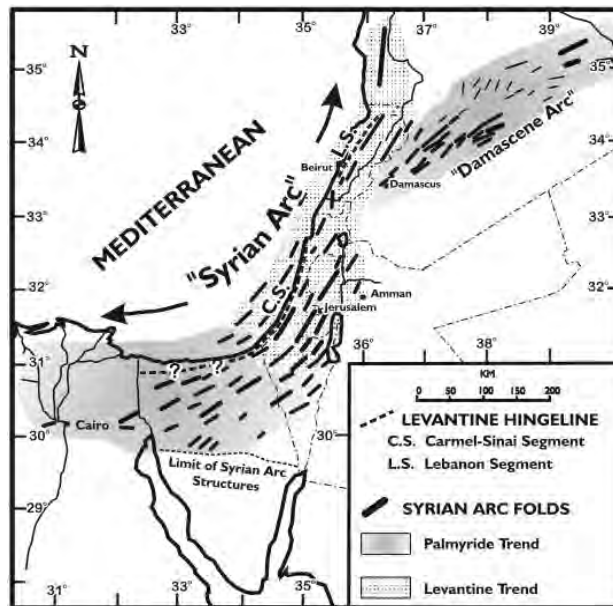 33° 35° 37° 39°
N
35°
34°
33°
32°
31°
30°
29°
MEDITERRANEAN
"Syrian Arc"
L.S.
Beirut
Damascus
"Damascene Arc"
35°
34°
33°
32°
C.S.
Amman
Jerusalem
? ?
36° 38°
31°
30°
Cairo
Limit of Syrian Arc
Structures
29°
31° 33° 35°
KM.
0 50 100 150 200
LEVANTINE HINGELINE
C.S. Carmel-Sinai Segment
L.S. Lebanon Segment
SYRIAN ARC FOLDS
Palmyride Trend
Levantine Trend